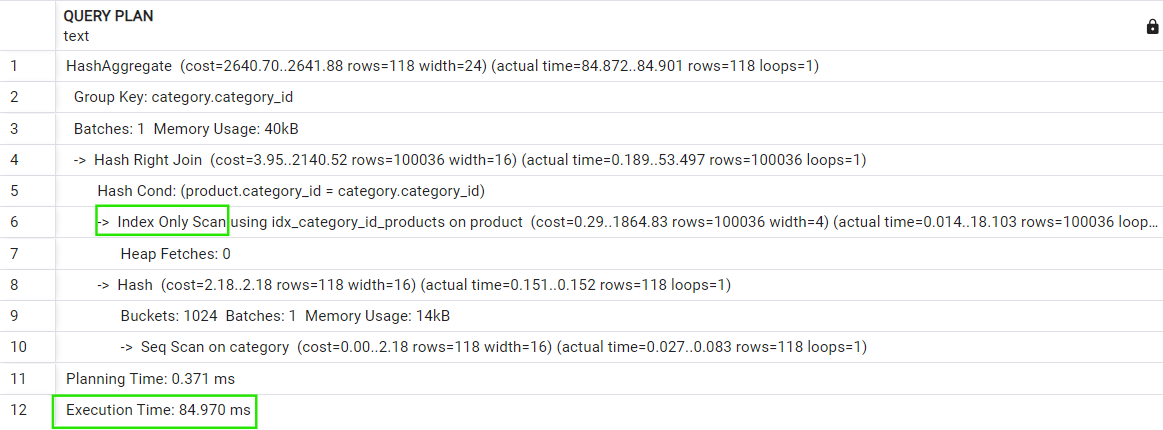 QUERY PLAN
text
1 HashAggregate (cost=2640.70..2641.88 rows=118 width=24) (actual time=84.872..84.901 rows=118 loops=1)
2 Group Key: category.category_id
3 Batches: 1 Memory Usage: 40kB
4 -> Hash Right Join (cost=3.95..2140.52 rows=100036 width=16) (actual time=0.189..53.497 rows=100036 loops=1)
5 Hash Cond: (product.category_id = category.category_id)
6 -> Index Only Scan using idx_category_id_products on product (cost=0.29..1864.83 rows=100036 width=4) (actual time=0.014..18.103 rows=100036 loop...
7 Heap Fetches: 0
8 -> Hash (cost=2.18..2.18 rows=118 width=16) (actual time=0.151..0.152 rows=118 loops=1)
9 Buckets: 1024 Batches: 1 Memory Usage: 14kB
10 -> Seq Scan on category (cost=0.00..2.18 rows=118 width=16) (actual time=0.027..0.083 rows=118 loops=1)
11 Planning Time: 0.371 ms
12 Execution Time: 84.970 ms